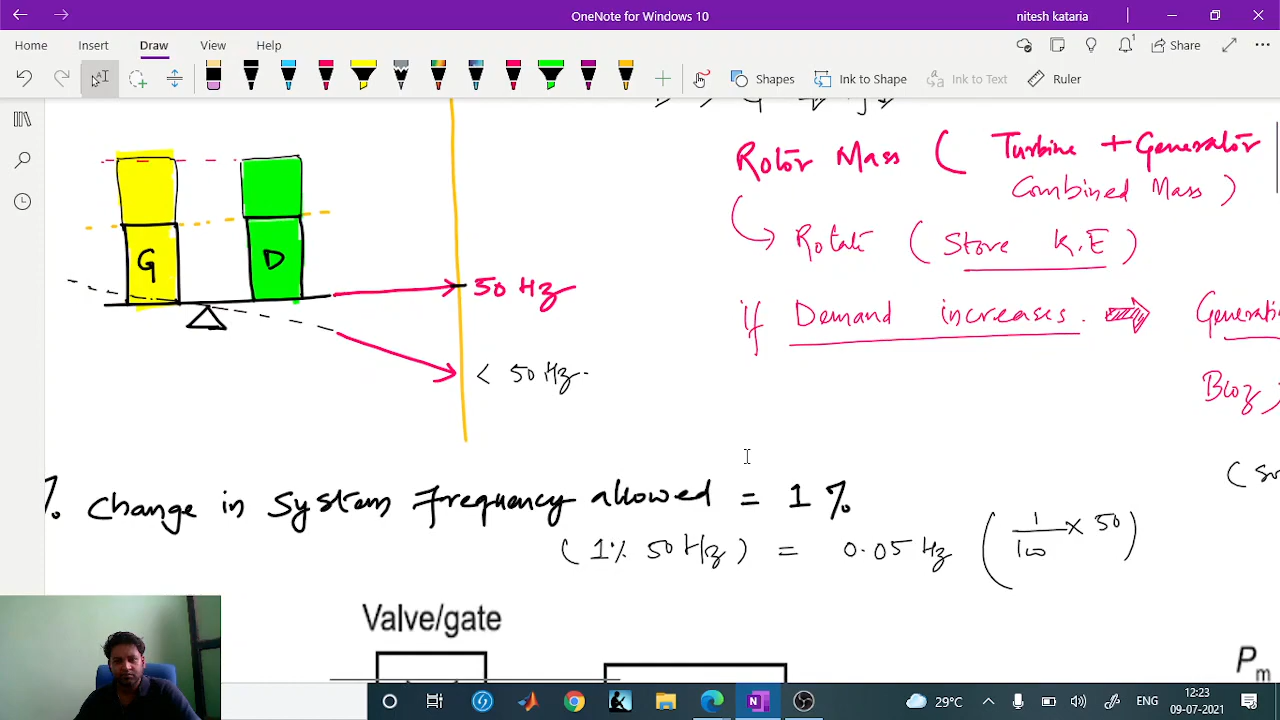 OneNote for Windows 10
nitesh kataria
Home Insert Draw View Help
Share
Shapes
Ink to Shape
Ink to Text
Ruler
Rotor Mass ( Turbine + Generator
Combined Mass )
Rotate ( Store K.E )
if Demand increases
G D
50 Hz
< 50 Hz
% Change in System frequency allowed = 1 %
( 1% 50 Hz ) = 0.05 Hz ( 1/100 × 50 )
Valve/gate
Pm
29°C
ENG
12:23
09-07-2021